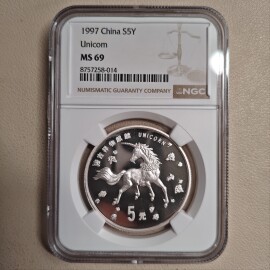 1997 China S5Y
Unicorn
MS 69
8757258-014
NUMISMATIC GUARANTY COMPANY
NGC
UNICORN
5元